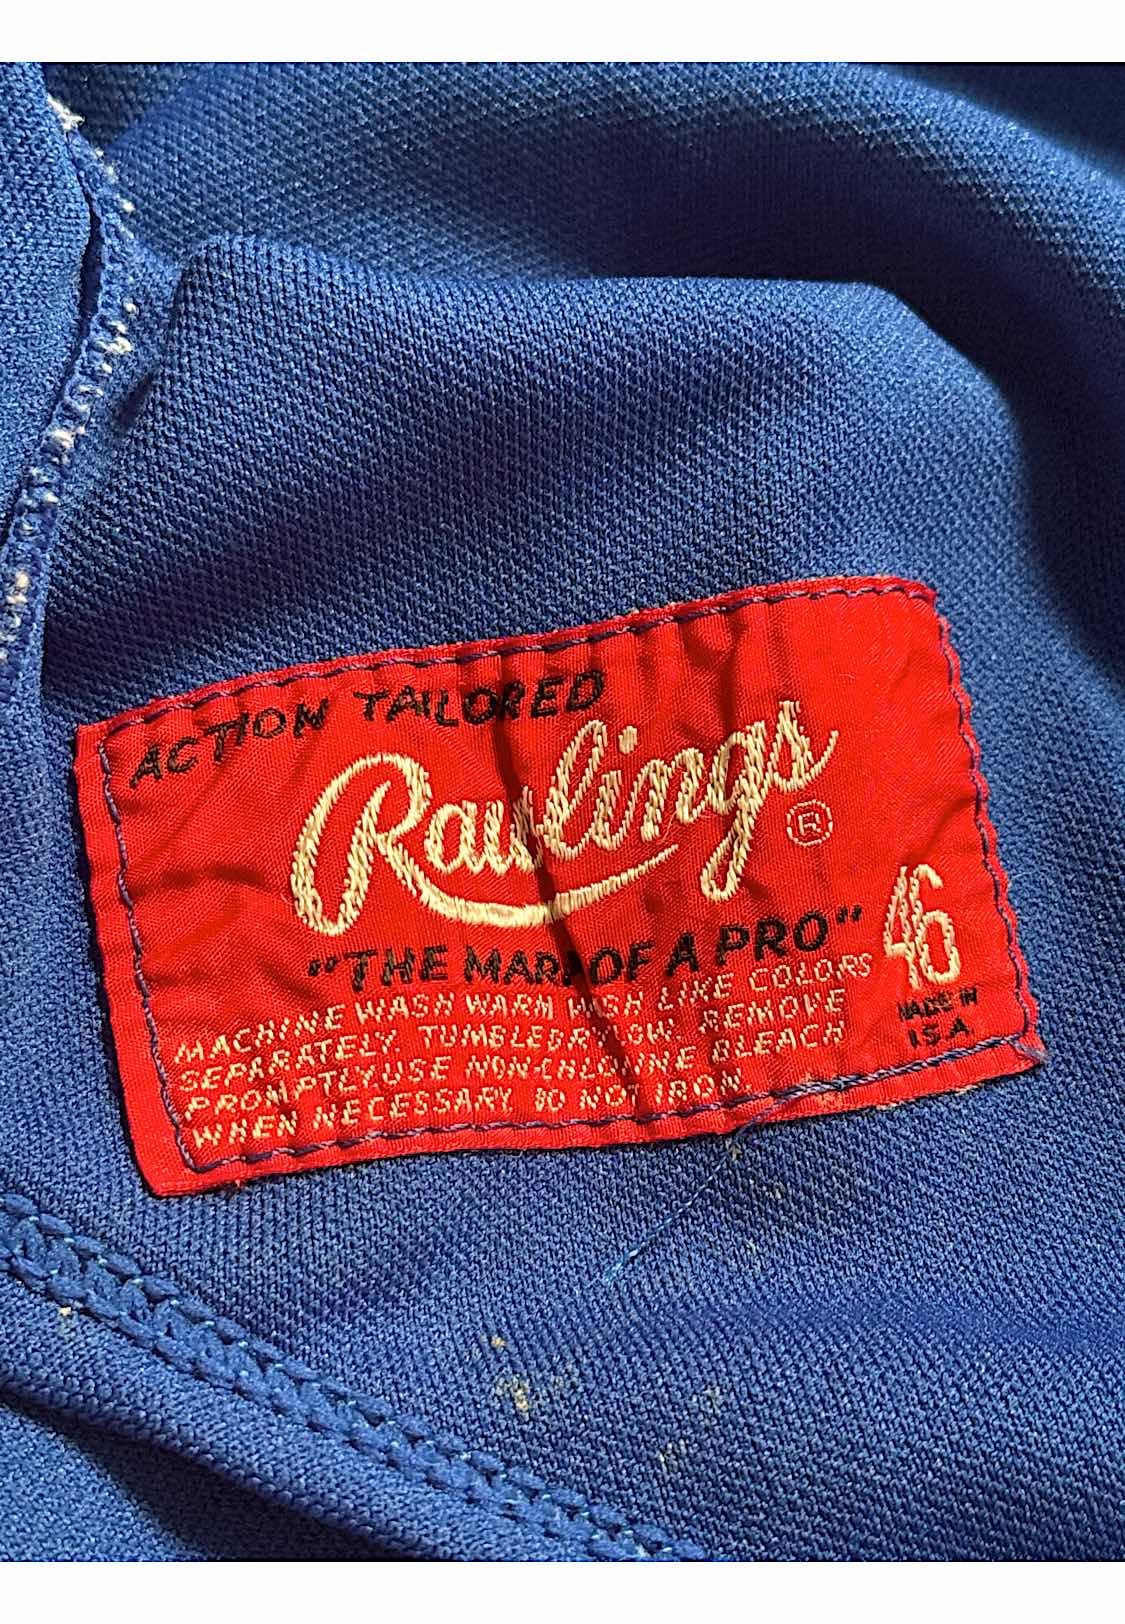 ACTION TAILORED
Rawlings ®
"THE MARK OF A PRO"
46
MADE IN
U.S.A.
MACHINE WASH WARM WASH LIKE COLORS
SEPARATELY. TUMBLE DRY LOW. REMOVE
PROMPTLY. USE NON-CHLORINE BLEACH
WHEN NECESSARY. DO NOT IRON.